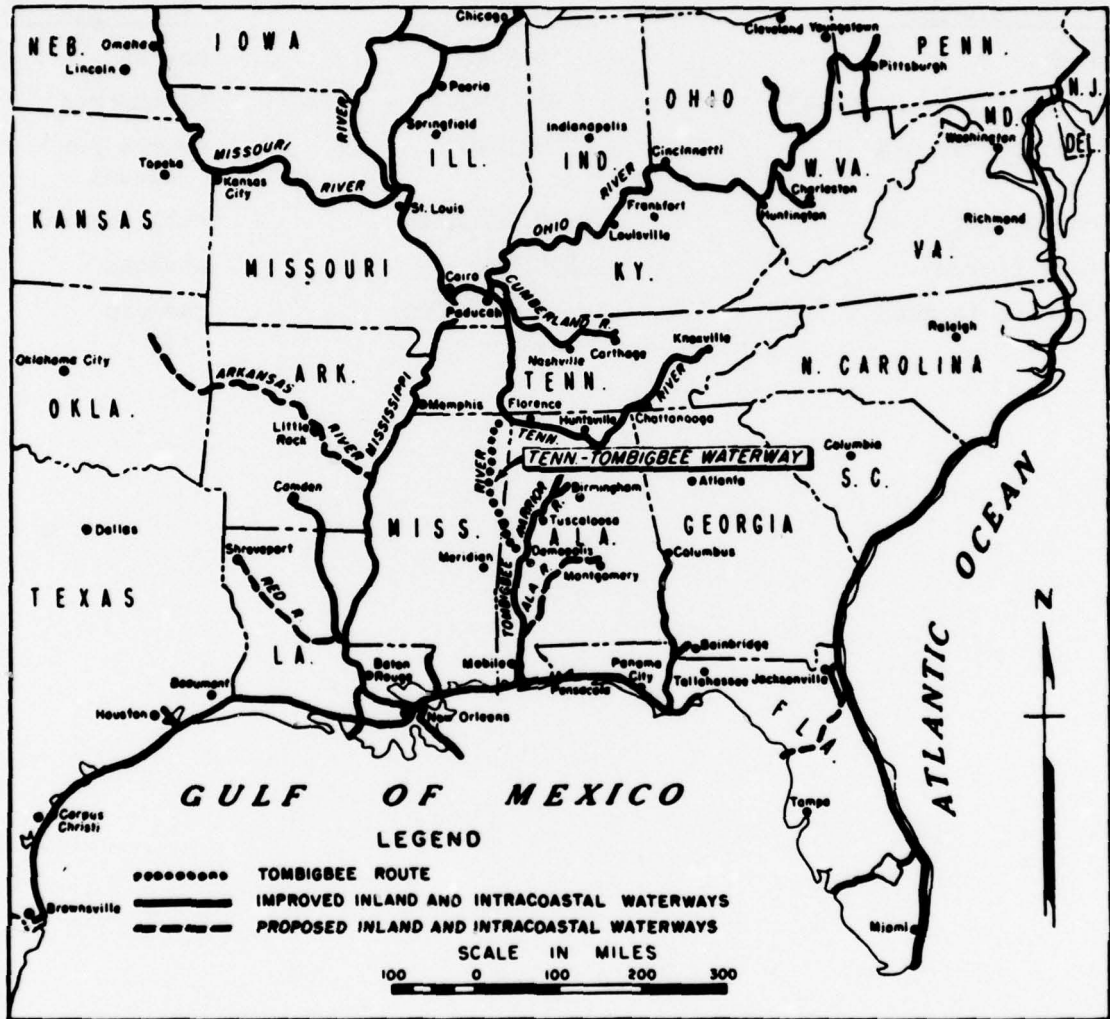 Chicago
Cleveland Youngstown
NEB. Omaha
IOWA
PENN.
Lincoln
Pittsburgh
Peoria
OHIO
N.J.
RIVER
Springfield
Indianapolis
MD.
Washington
DEL.
ILL.
IND.
Cincinnatti
W. VA.
Topeka
MISSOURI
RIVER
Kansas City
St. Louis
RIVER
Frankfort
Charleston
Huntington
KANSAS
OHIO
Louisville
Richmond
VA.
MISSOURI
KY.
Cairo
Paducah
CUMBERLAND R.
Raleigh
Knoxville
Nashville
Carthage
N. CAROLINA
Oklahoma City
ARKANSAS
ARK.
TENN.
RIVER
OKLA.
MISSISSIPPI
Memphis
Florence
Huntsville
Chattanooga
Little Rock
RIVER
TENN.
Columbia
S.C.
RIVER
TENN.-TOMBIGBEE WATERWAY
Camden
Birmingham
Atlanta
WARRIOR R.
Dallas
MISS.
Tuscaloosa
ALA.
GEORGIA
Shreveport
Meridian
Demopolis
Columbus
TEXAS
RED R.
TOMBIGBEE
ALA R.
Montgomery
LA.
Bainbridge
Baton Rouge
Mobile
Panama City
Tallahassee
Jacksonville
Beaumont
Pensacola
Houston
New Orleans
FLA
ATLANTIC OCEAN
N
GULF OF MEXICO
Tampa
Corpus Christi
LEGEND
TOMBIGBEE ROUTE
IMPROVED INLAND AND INTRACOASTAL WATERWAYS
Brownsville
PROPOSED INLAND AND INTRACOASTAL WATERWAYS
Miami
SCALE IN MILES
100 0 100 200 300